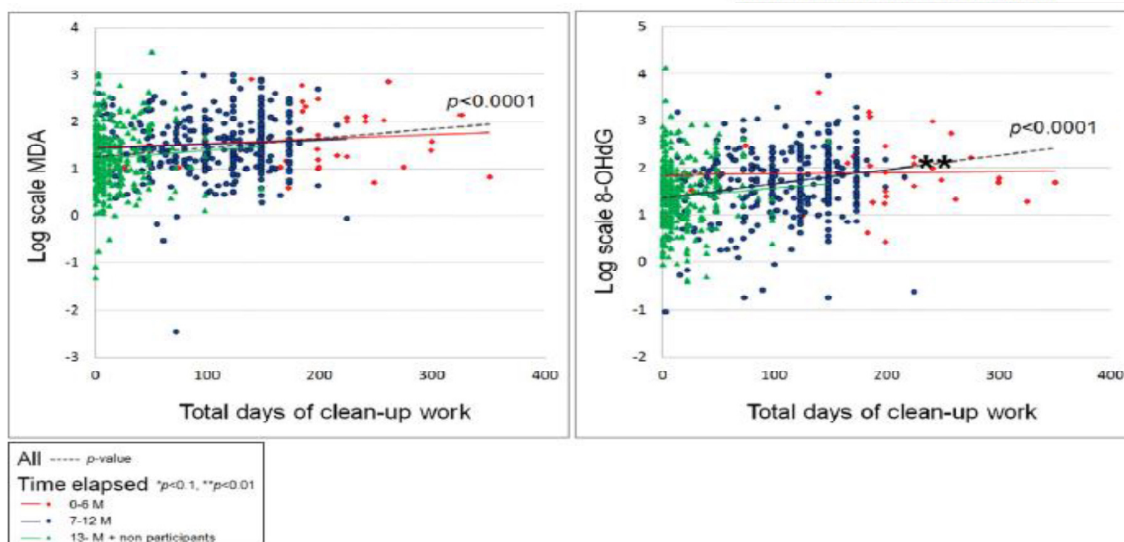 4
3
2
1
0
-1
-2
-3
0
100
200
300
400
Log scale MDA
Total days of clean-up work
p<0.0001
5
4
3
2
1
0
-1
-2
0
100
200
300
400
Log scale 8-OHdG
Total days of clean-up work
p<0.0001
**
All ----- p-value
Time elapsed *p<0.1, **p<0.01
0-6 M
7-12 M
13- M + non participants